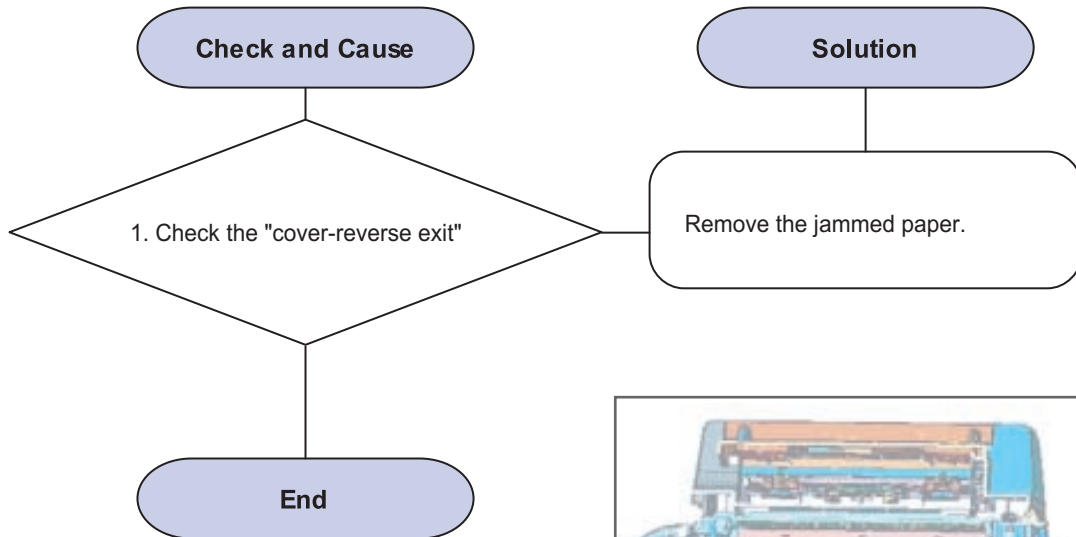 Check and Cause
Solution
1. Check the "cover-reverse exit"
Remove the jammed paper.
End